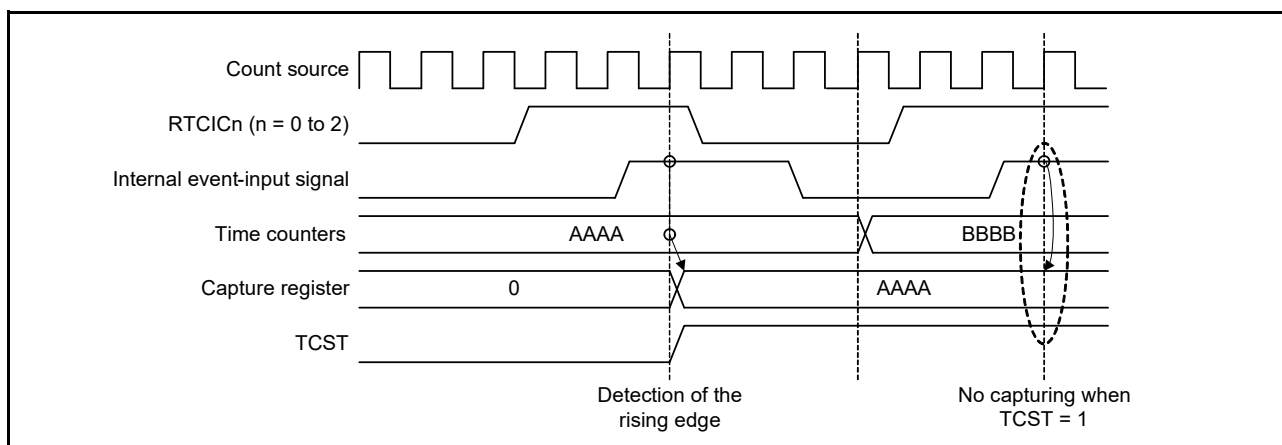 Count source
RTCICn (n = 0 to 2)
Internal event-input signal
Time counters
AAAA
BBBB
Capture register
0
AAAA
TCST
Detection of the
rising edge
No capturing when
TCST = 1